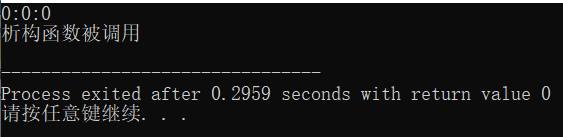 0:0:0
析构函数被调用
--------------------------------
Process exited after 0.2959 seconds with return value 0
请按任意键继续. . .